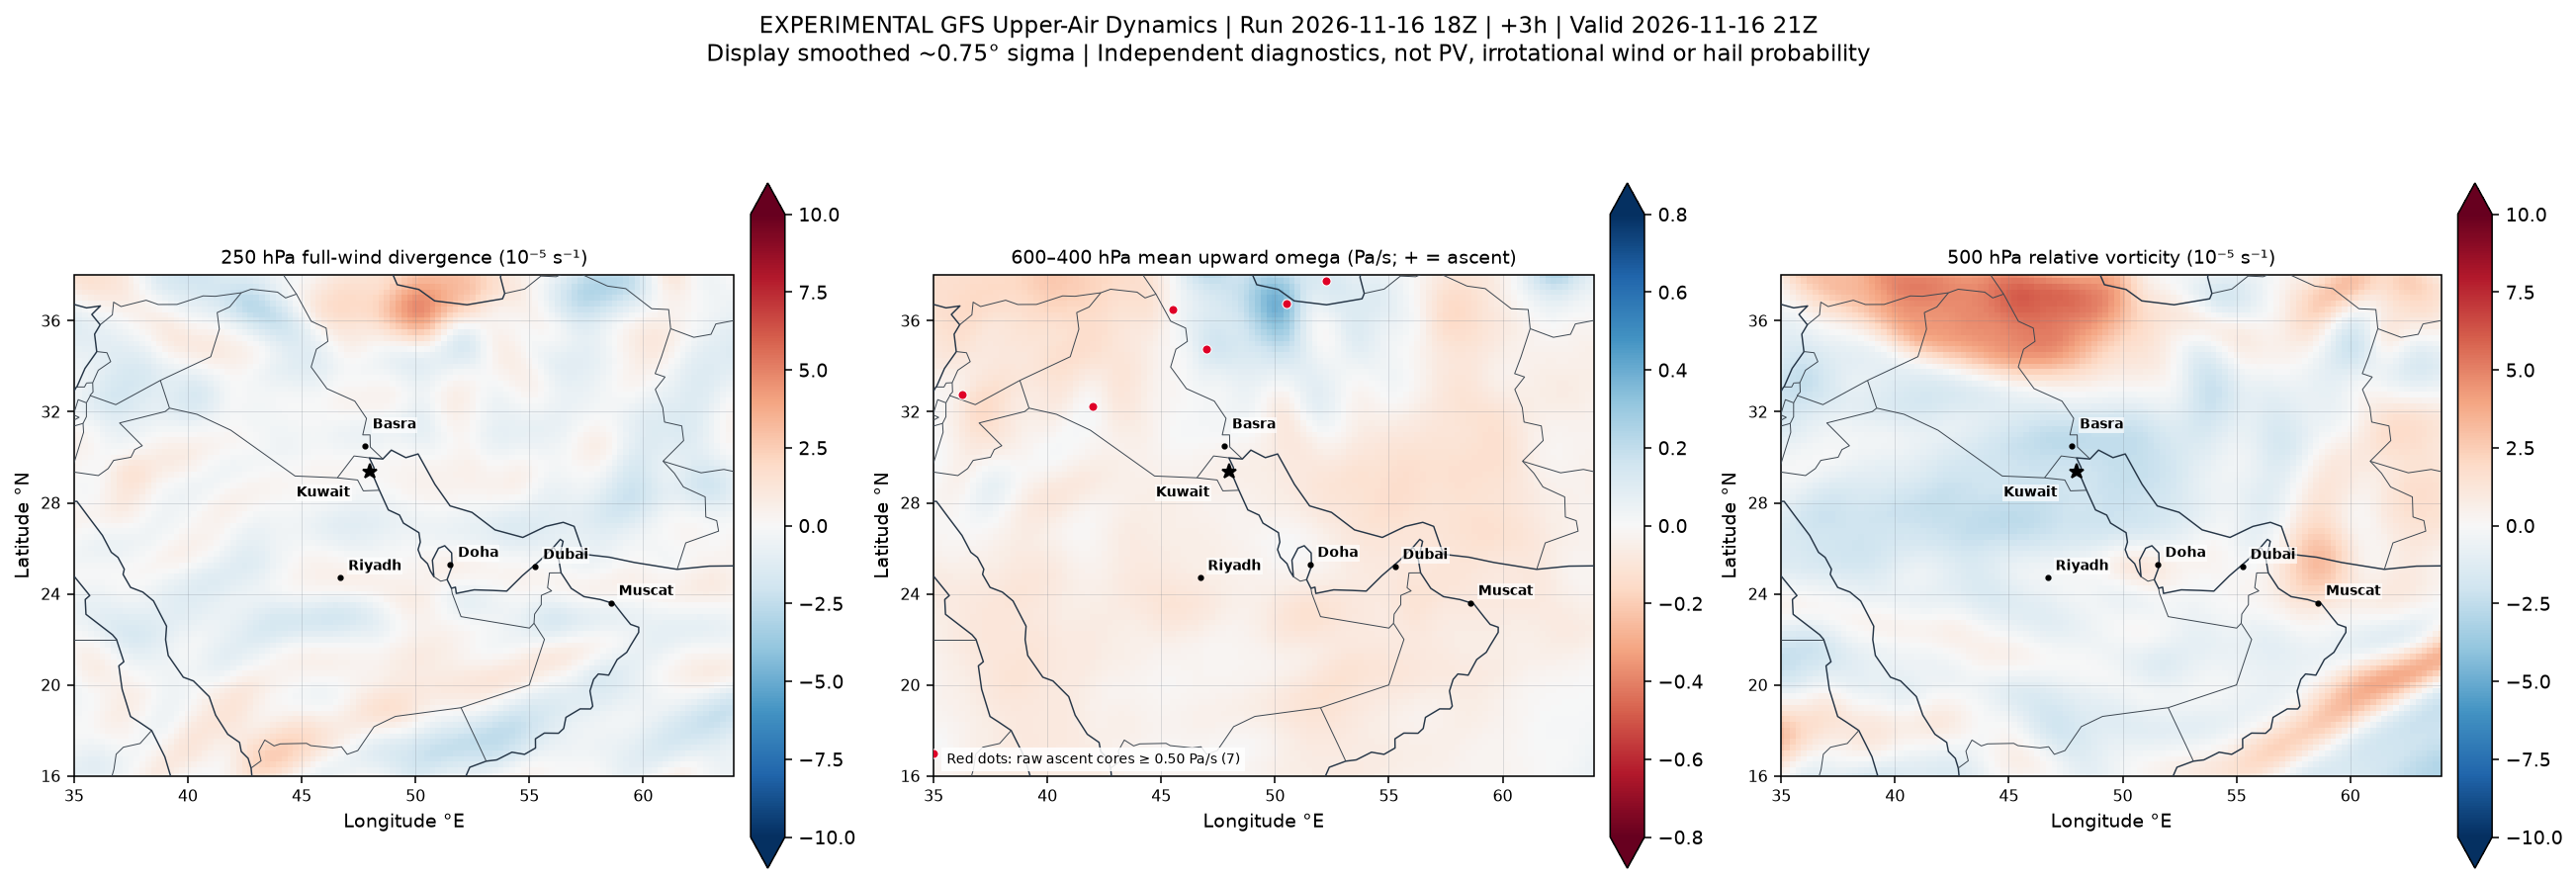 EXPERIMENTAL GFS Upper-Air Dynamics | Run 2026-11-16 18Z | +3h | Valid 2026-11-16 21Z
Display smoothed ~0.75° sigma | Independent diagnostics, not PV, irrotational wind or hail probability
250 hPa full-wind divergence (10⁻⁵ s⁻¹)
Latitude °N
36
32
28
24
20
16
35
40
45
50
55
60
Longitude °E
Basra
Kuwait
Riyadh
Doha
Dubai
Muscat
10.0
7.5
5.0
2.5
0.0
−2.5
−5.0
−7.5
−10.0
600–400 hPa mean upward omega (Pa/s; + = ascent)
Latitude °N
36
32
28
24
20
16
35
40
45
50
55
60
Longitude °E
Basra
Kuwait
Riyadh
Doha
Dubai
Muscat
Red dots: raw ascent cores ≥ 0.50 Pa/s (7)
0.8
0.6
0.4
0.2
0.0
−0.2
−0.4
−0.6
−0.8
500 hPa relative vorticity (10⁻⁵ s⁻¹)
Latitude °N
36
32
28
24
20
16
35
40
45
50
55
60
Longitude °E
Basra
Kuwait
Riyadh
Doha
Dubai
Muscat
10.0
7.5
5.0
2.5
0.0
−2.5
−5.0
−7.5
−10.0